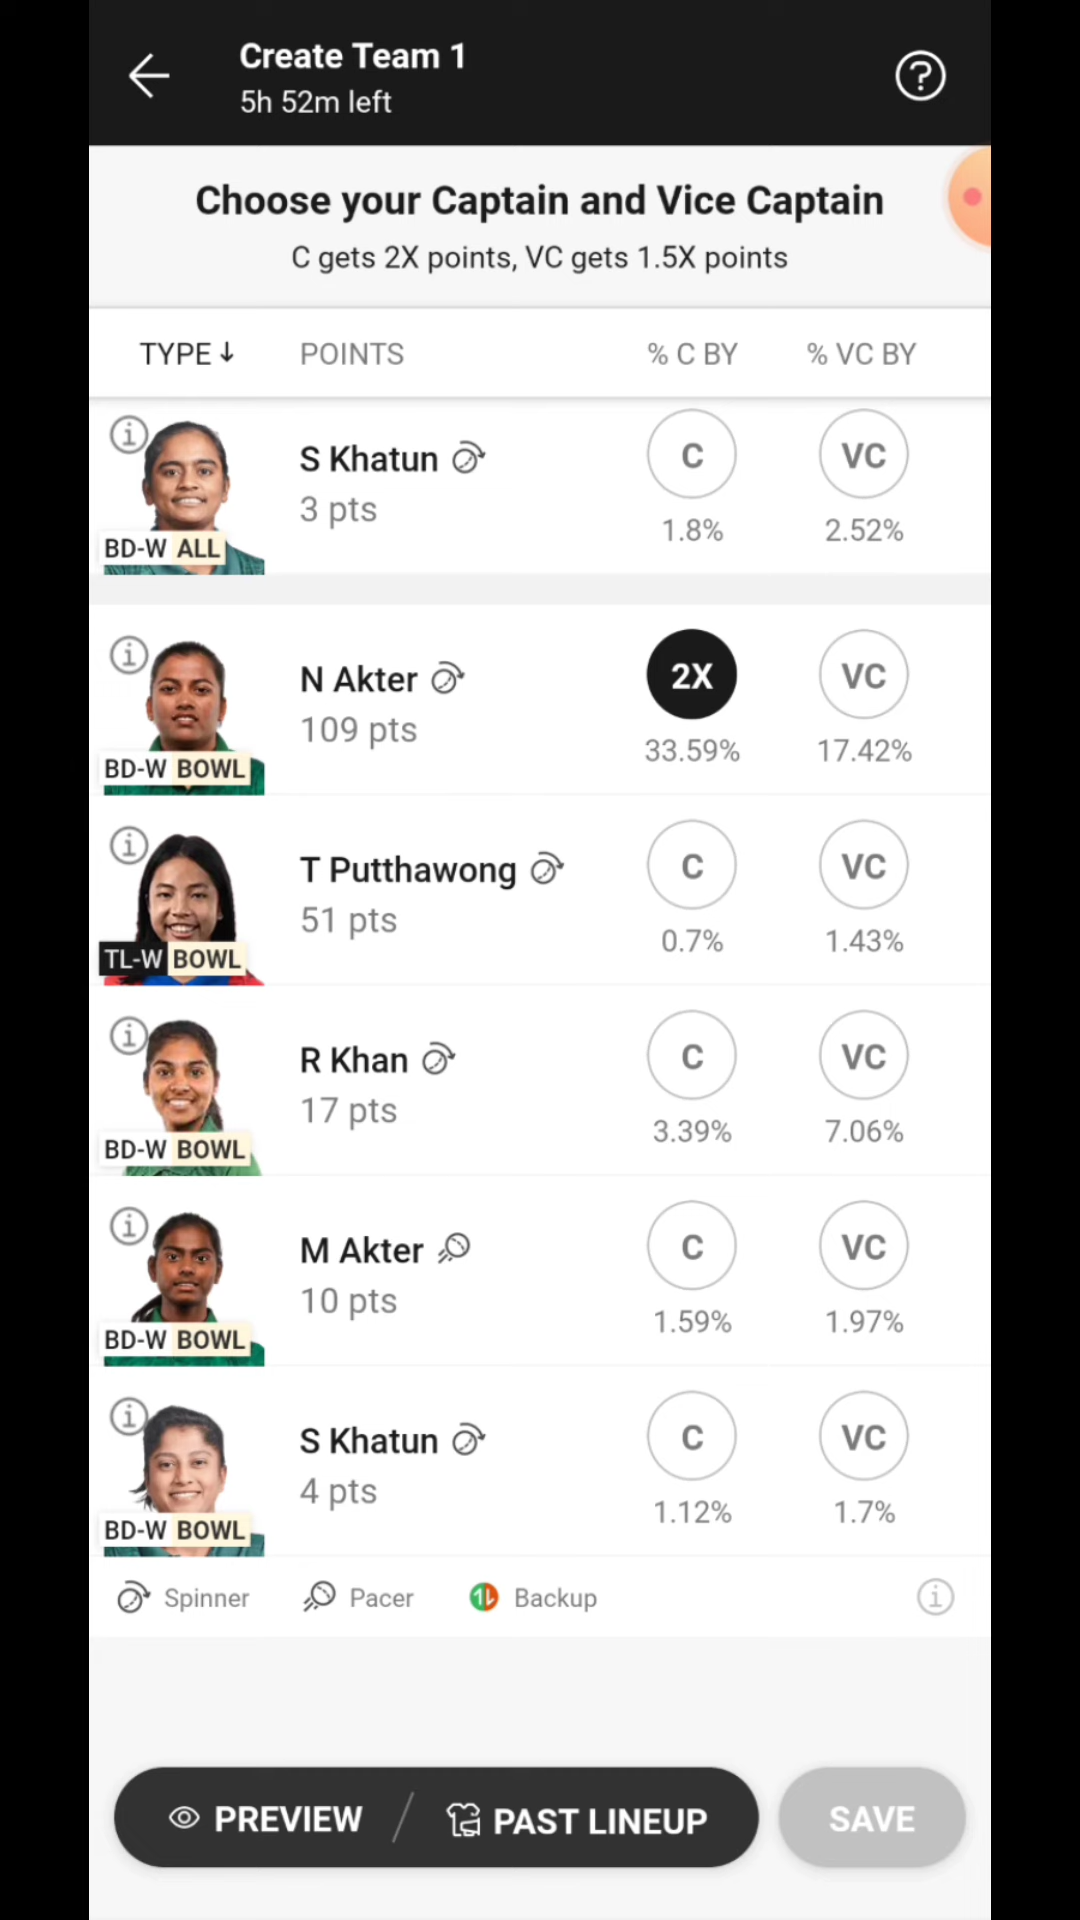 Create Team 1
5h 52m left
Choose your Captain and Vice Captain
C gets 2X points, VC gets 1.5X points
TYPE↓ POINTS % C BY % VC BY
S Khatun C VC
3 pts 1.8% 2.52%
BD-W ALL
N Akter 2X VC
109 pts 33.59% 17.42%
BD-W BOWL
T Putthawong C VC
51 pts 0.7% 1.43%
TL-W BOWL
R Khan C VC
17 pts 3.39% 7.06%
BD-W BOWL
M Akter C VC
10 pts 1.59% 1.97%
BD-W BOWL
S Khatun C VC
4 pts 1.12% 1.7%
BD-W BOWL
Spinner Pacer Backup
PREVIEW / PAST LINEUP SAVE